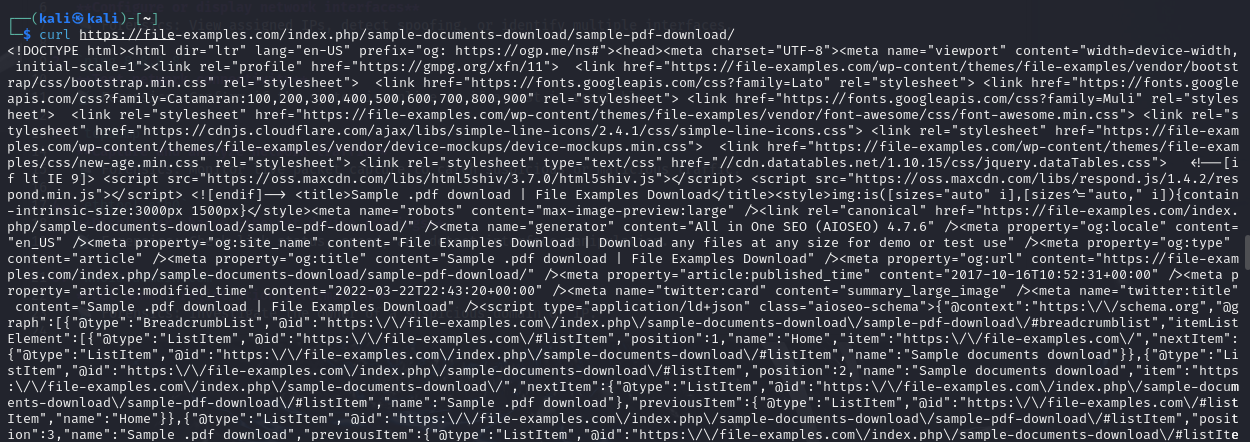 ┌──(kali㉿kali)-[~]
└─$ curl https://file-examples.com/index.php/sample-documents-download/sample-pdf-download/
<!DOCTYPE html><html dir="ltr" lang="en-US" prefix="og: https://ogp.me/ns#"><head><meta charset="UTF-8"><meta name="viewport" content="width=device-width,
 initial-scale=1"><link rel="profile" href="https://gmpg.org/xfn/11">  <link href="https://file-examples.com/wp-content/themes/file-examples/vendor/bootst
rap/css/bootstrap.min.css" rel="stylesheet">  <link href="https://fonts.googleapis.com/css?family=Lato" rel="stylesheet"> <link href="https://fonts.google
apis.com/css?family=Catamaran:100,200,300,400,500,600,700,800,900" rel="stylesheet"> <link href="https://fonts.googleapis.com/css?family=Muli" rel="styles
heet">  <link rel="stylesheet" href="https://file-examples.com/wp-content/themes/file-examples/vendor/font-awesome/css/font-awesome.min.css"> <link rel="s
tylesheet" href="https://cdnjs.cloudflare.com/ajax/libs/simple-line-icons/2.4.1/css/simple-line-icons.css"> <link rel="stylesheet" href="https://file-exam
ples.com/wp-content/themes/file-examples/vendor/device-mockups/device-mockups.min.css">  <link href="https://file-examples.com/wp-content/themes/file-exam
ples/css/new-age.min.css" rel="stylesheet"> <link rel="stylesheet" type="text/css" href="//cdn.datatables.net/1.10.15/css/jquery.dataTables.css">   <!--[i
f lt IE 9]> <script src="https://oss.maxcdn.com/libs/html5shiv/3.7.0/html5shiv.js"></script> <script src="https://oss.maxcdn.com/libs/respond.js/1.4.2/res
pond.min.js"></script> <![endif]--> <title>Sample .pdf download | File Examples Download</title><style>img:is([sizes="auto" i],[sizes^="auto," i]){contain
-intrinsic-size:3000px 1500px}</style><meta name="robots" content="max-image-preview:large" /><link rel="canonical" href="https://file-examples.com/index.
php/sample-documents-download/sample-pdf-download/" /><meta name="generator" content="All in One SEO (AIOSEO) 4.7.6" /><meta property="og:locale" content=
"en_US" /><meta property="og:site_name" content="File Examples Download | Download any files at any size for demo or test use" /><meta property="og:type"
content="article" /><meta property="og:title" content="Sample .pdf download | File Examples Download" /><meta property="og:url" content="https://file-exam
ples.com/index.php/sample-documents-download/sample-pdf-download/" /><meta property="article:published_time" content="2017-10-16T10:52:31+00:00" /><meta p
roperty="article:modified_time" content="2022-03-22T22:43:20+00:00" /><meta name="twitter:card" content="summary_large_image" /><meta name="twitter:title"
 content="Sample .pdf download | File Examples Download" /><script type="application/ld+json" class="aioseo-schema">{"@context":"https:\/\/schema.org","@g
raph":[{"@type":"BreadcrumbList","@id":"https:\/\/file-examples.com\/index.php\/sample-documents-download\/sample-pdf-download\/#breadcrumblist","itemList
Element":[{"@type":"ListItem","@id":"https:\/\/file-examples.com\/#listItem","position":1,"name":"Home","item":"https:\/\/file-examples.com\/","nextItem":
{"@type":"ListItem","@id":"https:\/\/file-examples.com\/index.php\/sample-documents-download\/#listItem","name":"Sample documents download"}},{"@type":"Li
stItem","@id":"https:\/\/file-examples.com\/index.php\/sample-documents-download\/#listItem","position":2,"name":"Sample documents download","item":"https
:\/\/file-examples.com\/index.php\/sample-documents-download\/","nextItem":{"@type":"ListItem","@id":"https:\/\/file-examples.com\/index.php\/sample-docum
ents-download\/sample-pdf-download\/#listItem","name":"Sample .pdf download"},"previousItem":{"@type":"ListItem","@id":"https:\/\/file-examples.com\/#list
Item","name":"Home"}},{"@type":"ListItem","@id":"https:\/\/file-examples.com\/index.php\/sample-documents-download\/sample-pdf-download\/#listItem","posit
ion":3,"name":"Sample .pdf download","previousItem":{"@type":"ListItem","@id":"https:\/\/file-examples.com\/index.php\/sample-documents-download\/#listIte